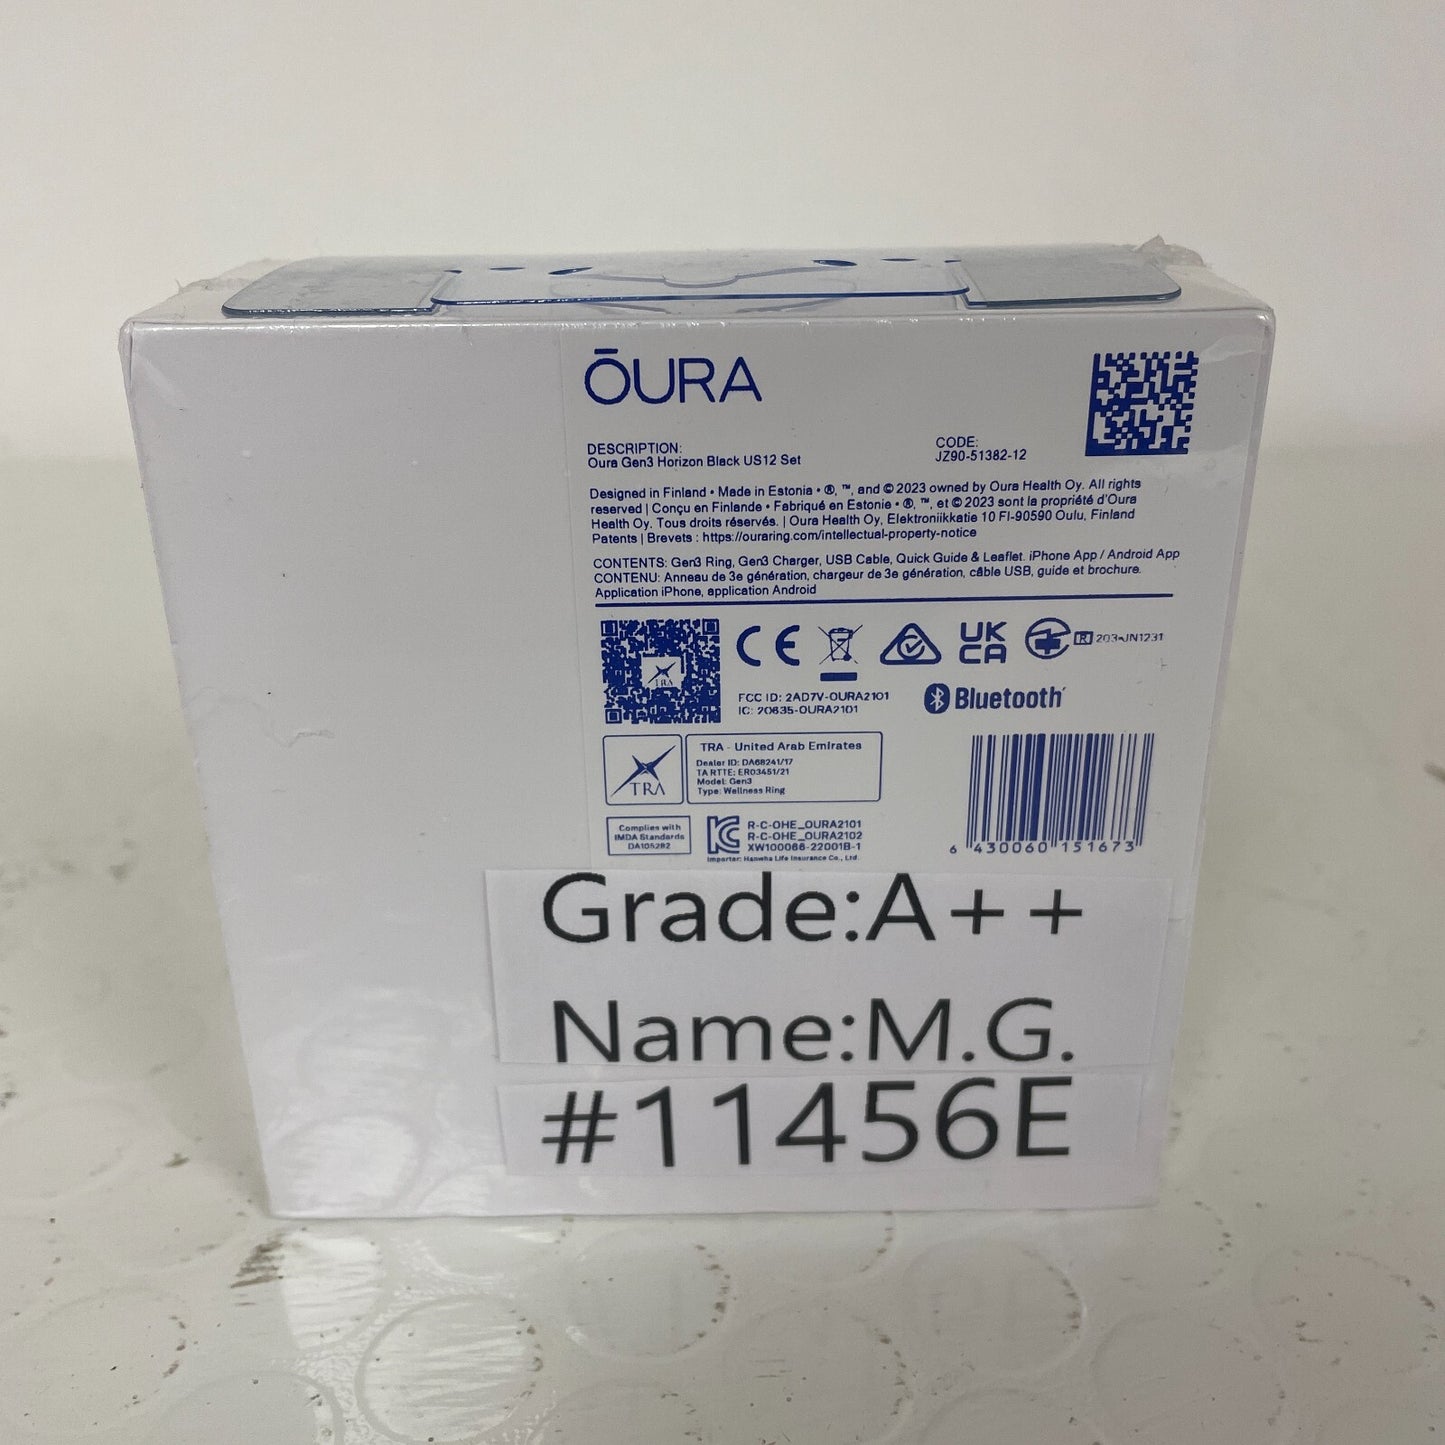 ŌURA
DESCRIPTION:
Oura Gen3 Horizon Black US12 Set
CODE:
JZ90-51382-12
Designed in Finland • Made in Estonia • ®, ™, and © 2023 owned by Oura Health Oy. All rights
reserved | Conçu en Finlande • Fabriqué en Estonie • ®, ™, et © 2023 sont la propriété d'Oura
Health Oy. Tous droits réservés. | Oura Health Oy, Elektroniikkatie 10 FI-90590 Oulu, Finland
Patents | Brevets : https://ouraring.com/intellectual-property-notice
CONTENTS: Gen3 Ring, Gen3 Charger, USB Cable, Quick Guide & Leaflet. iPhone App / Android App
CONTENU: Anneau de 3e génération, chargeur de 3e génération, câble USB, guide et brochure.
Application iPhone, application Android
TRA
CE
UK
CA
R 203-JN1231
FCC ID: 2AD7V-OURA2101
IC: 20635-OURA2101
Bluetooth
TRA
TRA - United Arab Emirates
Dealer ID: DA68241/17
TA RTTE: ER03451/21
Model: Gen3
Type: Wellness Ring
Complies with
IMDA Standards
DA105282
R-C-OHE_OURA2101
R-C-OHE_OURA2102
XW100066-22001B-1
Importer: Hanwha Life Insurance Co., Ltd.
6 430060 151673
Grade:A++
Name:M.G.
#11456E